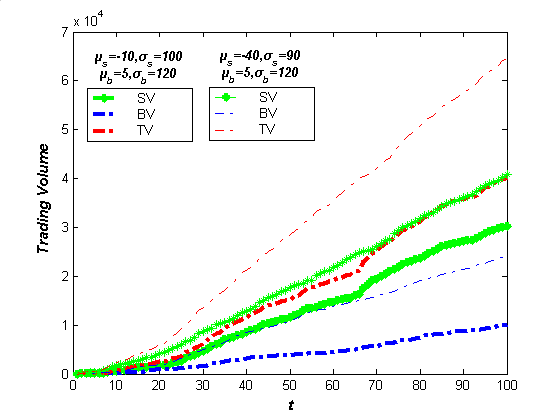 x 10⁴
7
6
5
4
3
2
1
0
Trading Volume
μs=-10,σs=100
μb=5,σb=120
SV
BV
TV
μs=-40,σs=90
μb=5,σb=120
SV
BV
TV
0 10 20 30 40 50 60 70 80 90 100
t